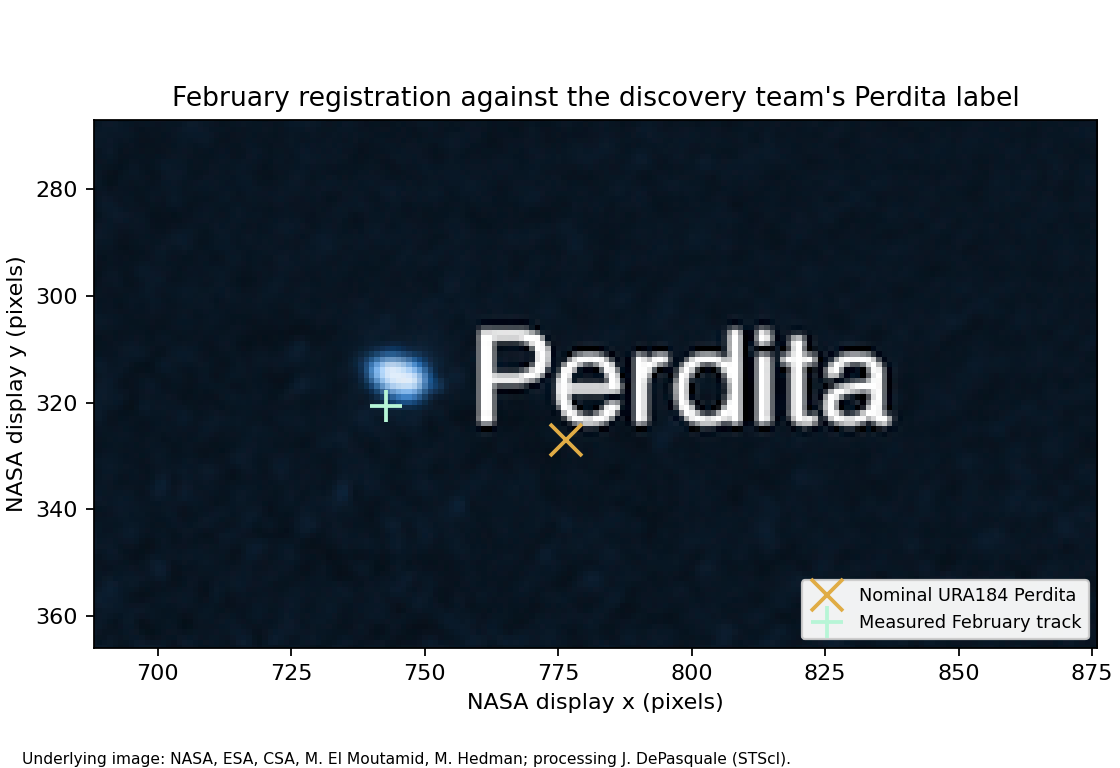 February registration against the discovery team's Perdita label
NASA display y (pixels)
280
300
320
340
360
Perdita
Nominal URA184 Perdita
Measured February track
700
725
750
775
800
825
850
875
NASA display x (pixels)
Underlying image: NASA, ESA, CSA, M. El Moutamid, M. Hedman; processing J. DePasquale (STScI).